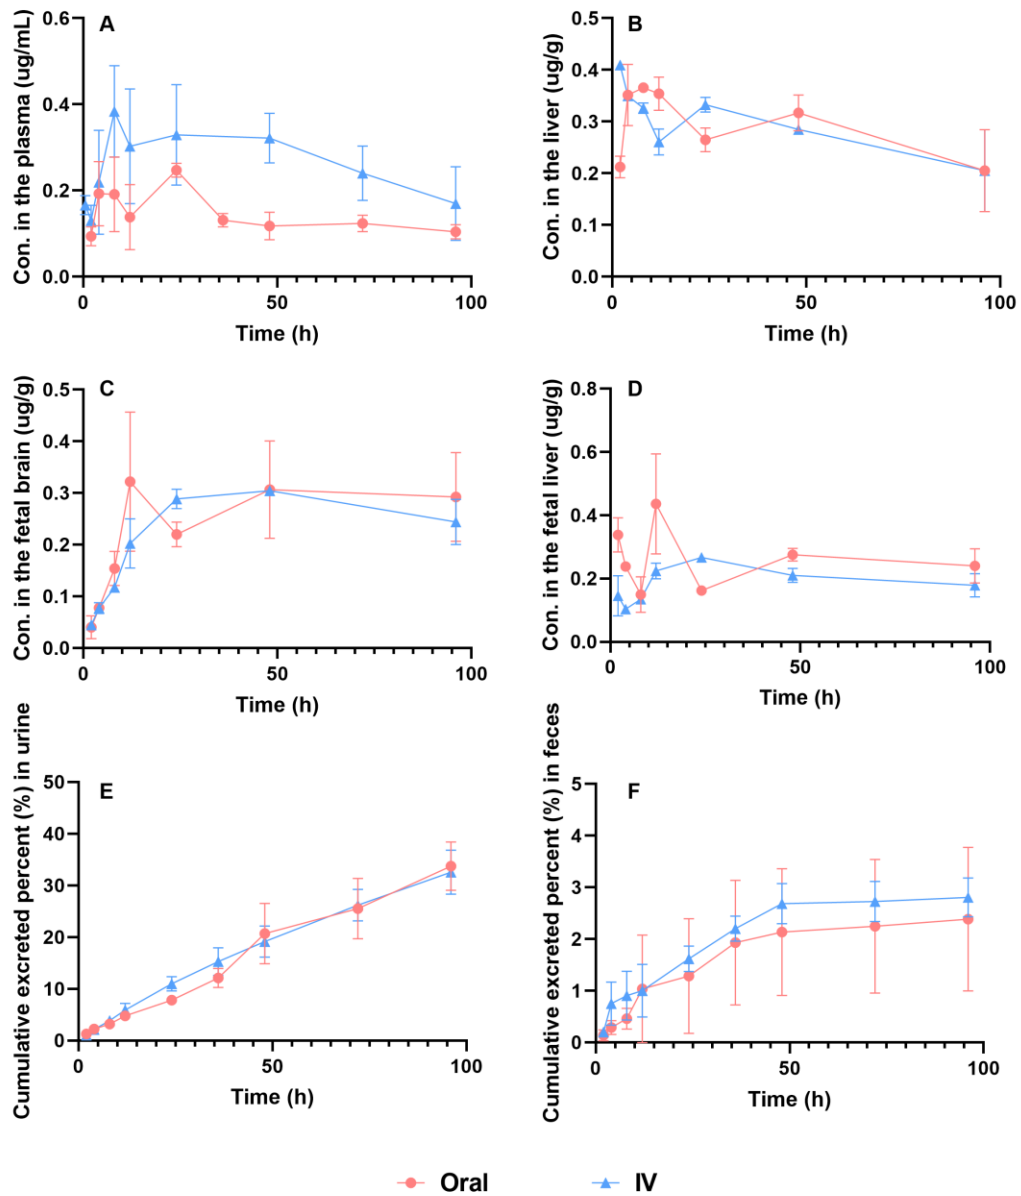 A
Con. in the plasma (ug/mL)
0.6
0.4
0.2
0.0
0
50
100
Time (h)
B
Con. in the liver (ug/g)
0.5
0.4
0.3
0.2
0.1
0.0
0
50
100
Time (h)
C
Con. in the fetal brain (ug/g)
0.5
0.4
0.3
0.2
0.1
0.0
0
50
100
Time (h)
D
Con. in the fetal liver (ug/g)
0.8
0.6
0.4
0.2
0.0
0
50
100
Time (h)
E
Cumulative excreted percent (%) in urine
50
40
30
20
10
0
0
50
100
Time (h)
F
Cumulative excreted percent (%) in feces
5
4
3
2
1
0
0
50
100
Time (h)
Oral
IV